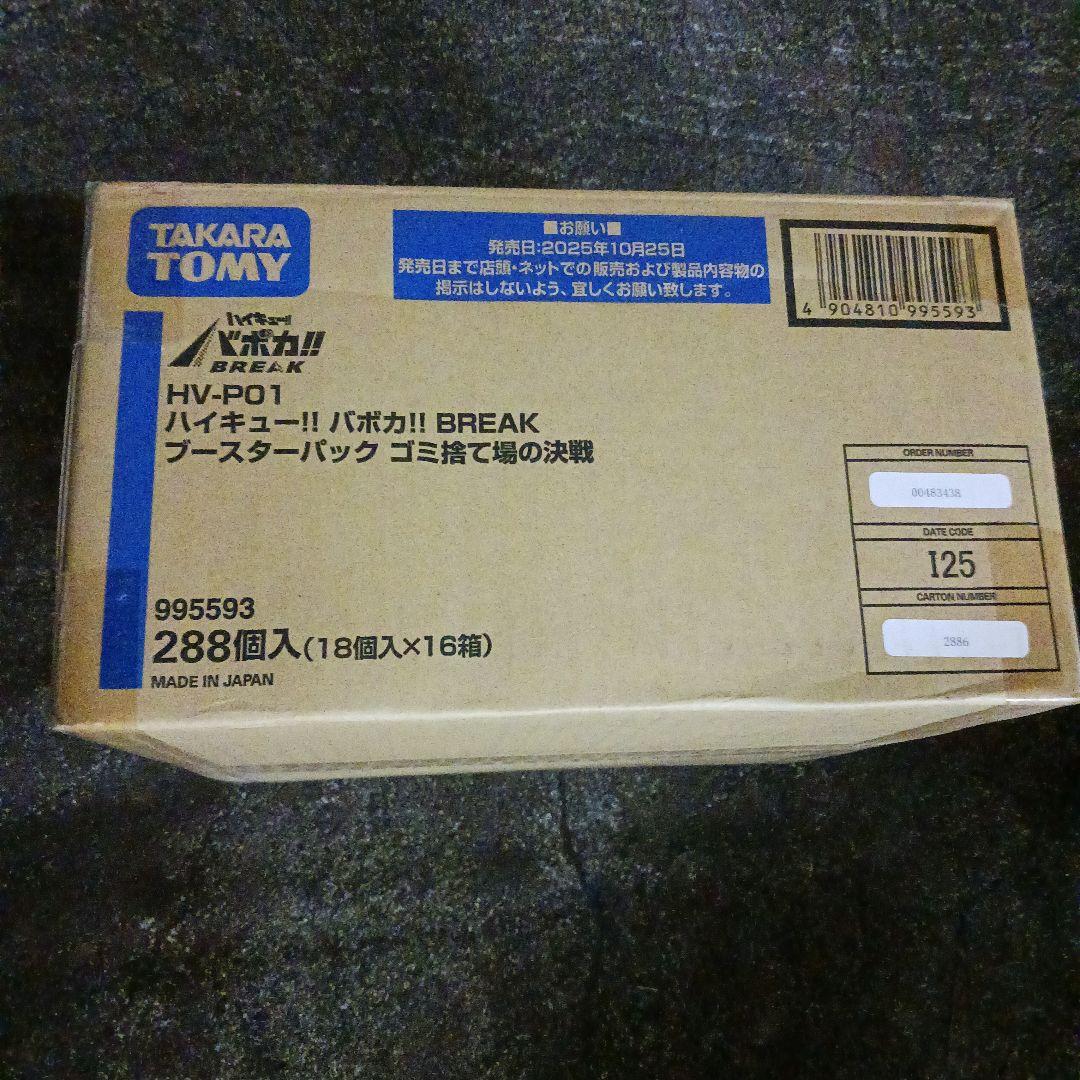 TAKARA
TOMY
■お願い■
発売日:2025年10月25日
発売日まで店頭・ネットでの販売および製品内容物の
掲示はしないよう、宜しくお願い致します。
4 904810 995593
ハイキュー!!
バボカ!!
BREAK
HV-P01
ハイキュー!! バボカ!! BREAK
ブースターパック ゴミ捨て場の決戦
ORDER NUMBER
00483438
DATE CODE
I25
CARTON NUMBER
2886
995593
288個入(18個入×16箱)
MADE IN JAPAN